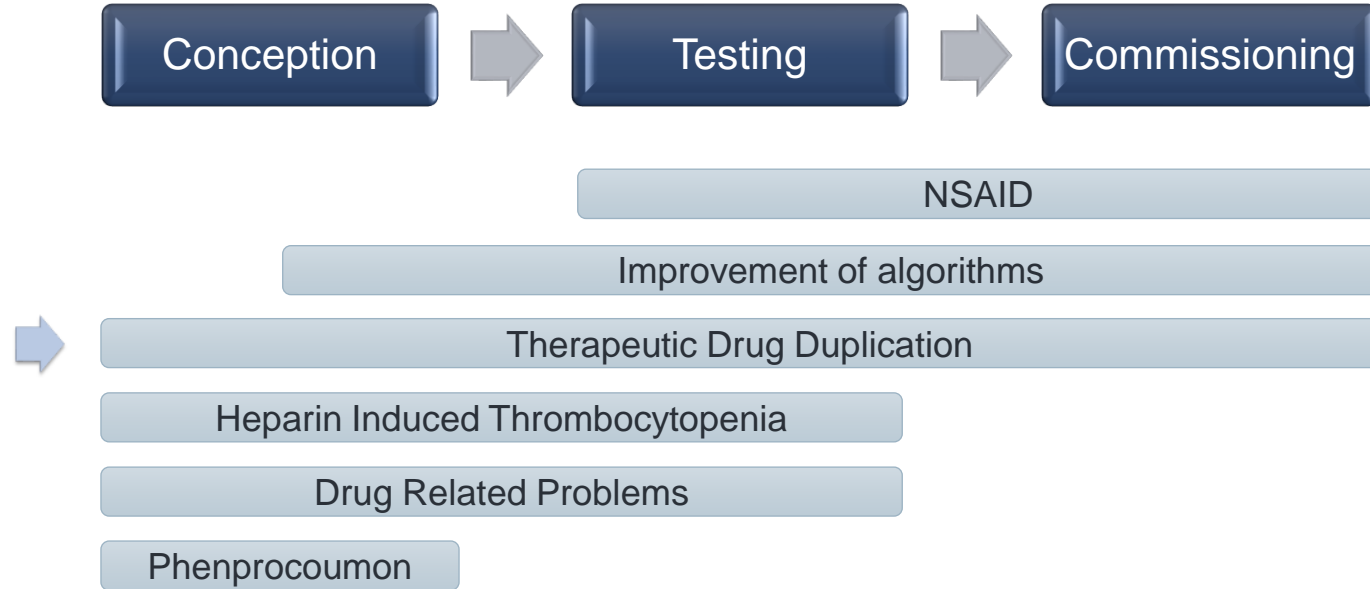 Conception
Testing
Commissioning
NSAID
Improvement of algorithms
Therapeutic Drug Duplication
Heparin Induced Thrombocytopenia
Drug Related Problems
Phenprocoumon